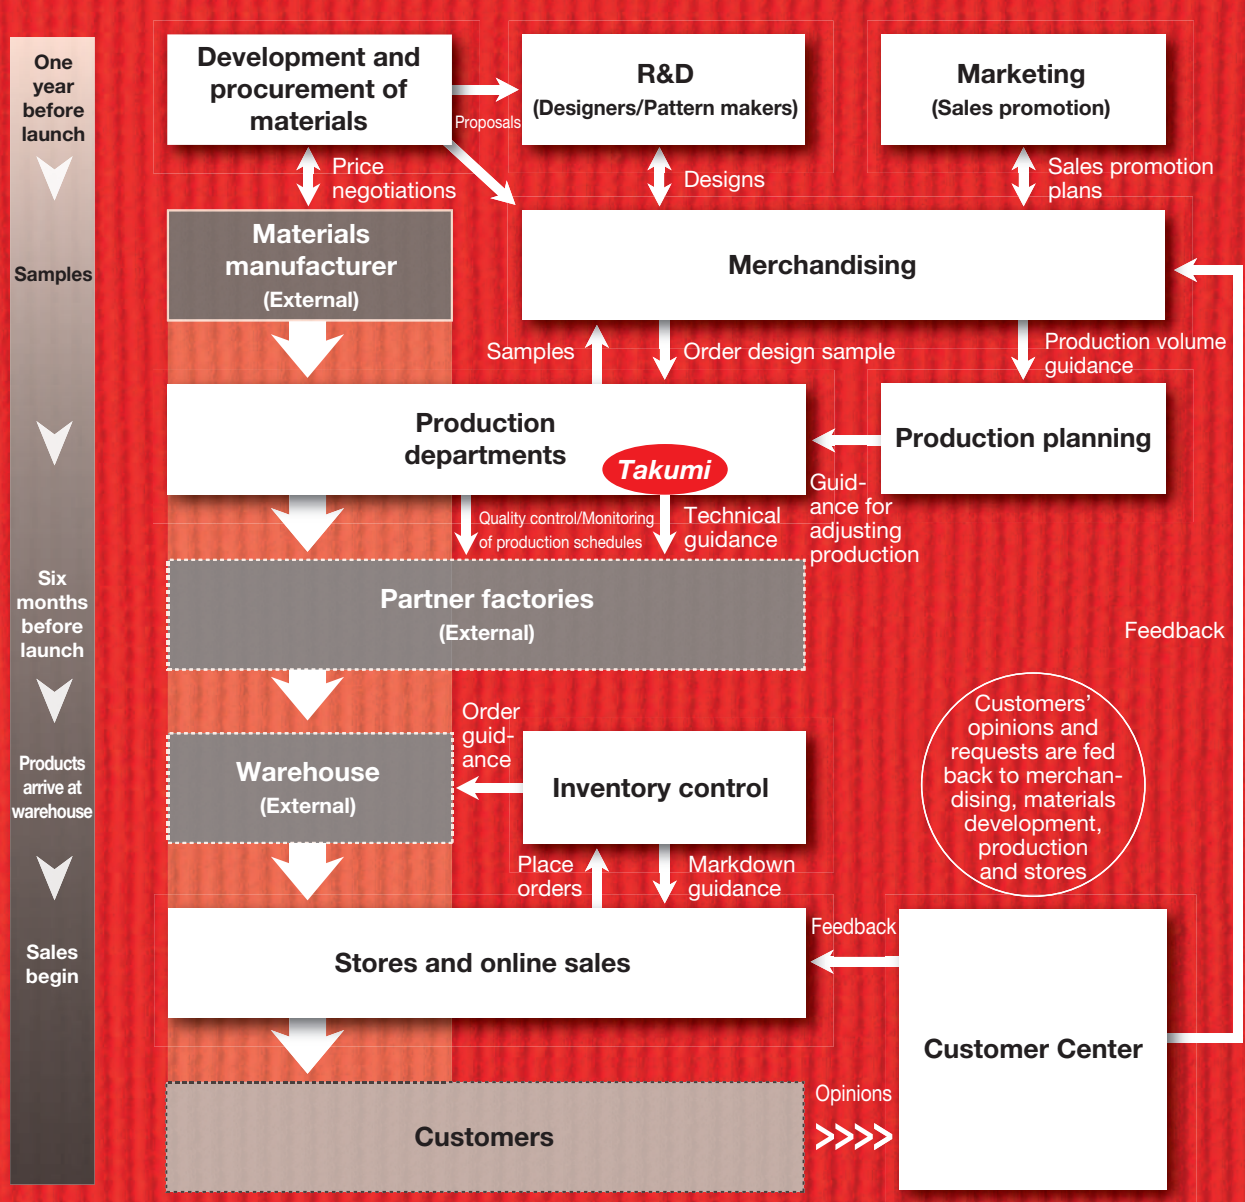 One
year
before
launch
Samples
Six
months
before
launch
Products
arrive at
warehouse
Sales
begin
Development and
procurement of
materials
Proposals
R&D
(Designers/Pattern makers)
Marketing
(Sales promotion)
Price
negotiations
Designs
Sales promotion
plans
Materials
manufacturer
(External)
Merchandising
Samples
Order design sample
Production volume
guidance
Production
departments
Takumi
Production planning
Guid-
ance for
adjusting
production
Quality control/Monitoring
of production schedules
Technical
guidance
Partner factories
(External)
Feedback
Order
guid-
ance
Warehouse
(External)
Inventory control
Customers’
opinions and
requests are fed
back to merchan-
dising, materials
development,
production
and stores
Place
orders
Markdown
guidance
Stores and online sales
Feedback
Customer Center
Opinions
>>>>
Customers